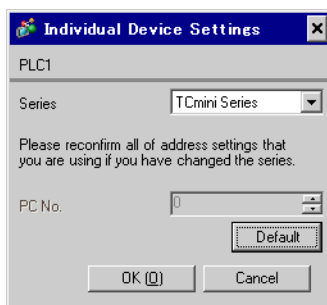 Individual Device Settings
PLC1
Series TCmini Series
Please reconfirm all of address settings that
you are using if you have changed the series.
PC No. 0
Default
OK (O) Cancel